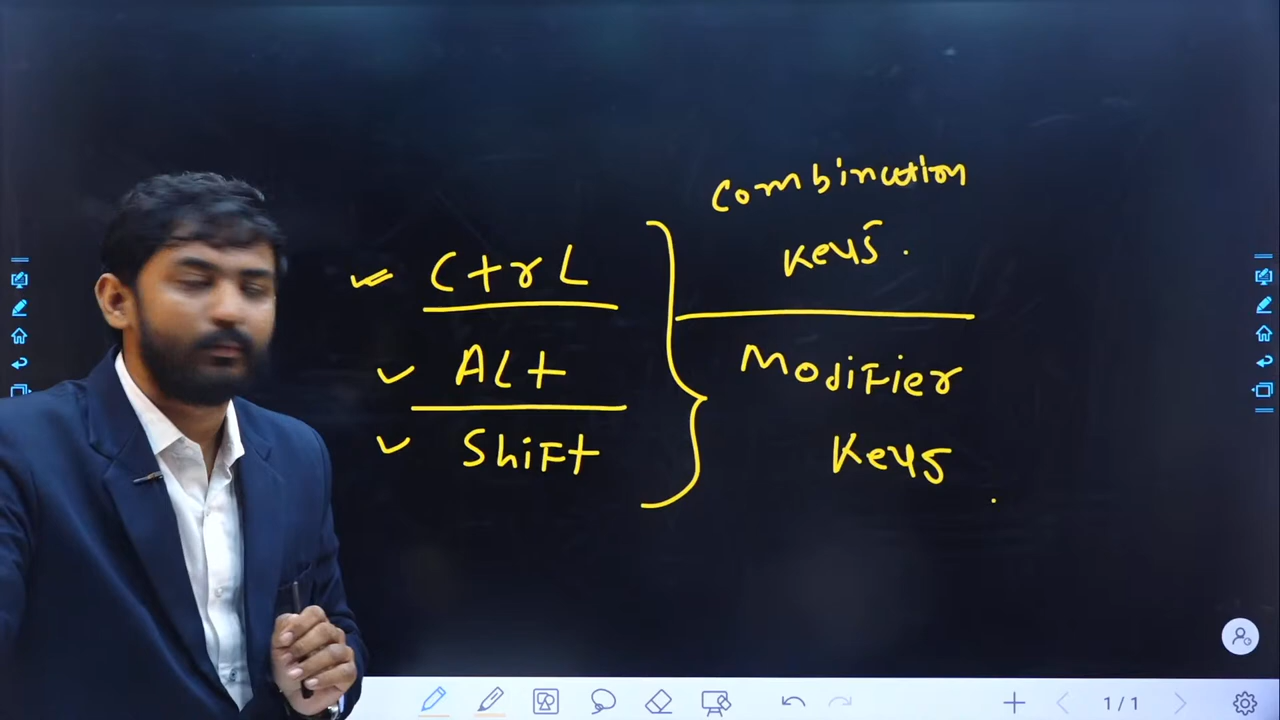 Ctrl
ALt
Shift
Combination
Keys.
Modifier
Keys
1/1